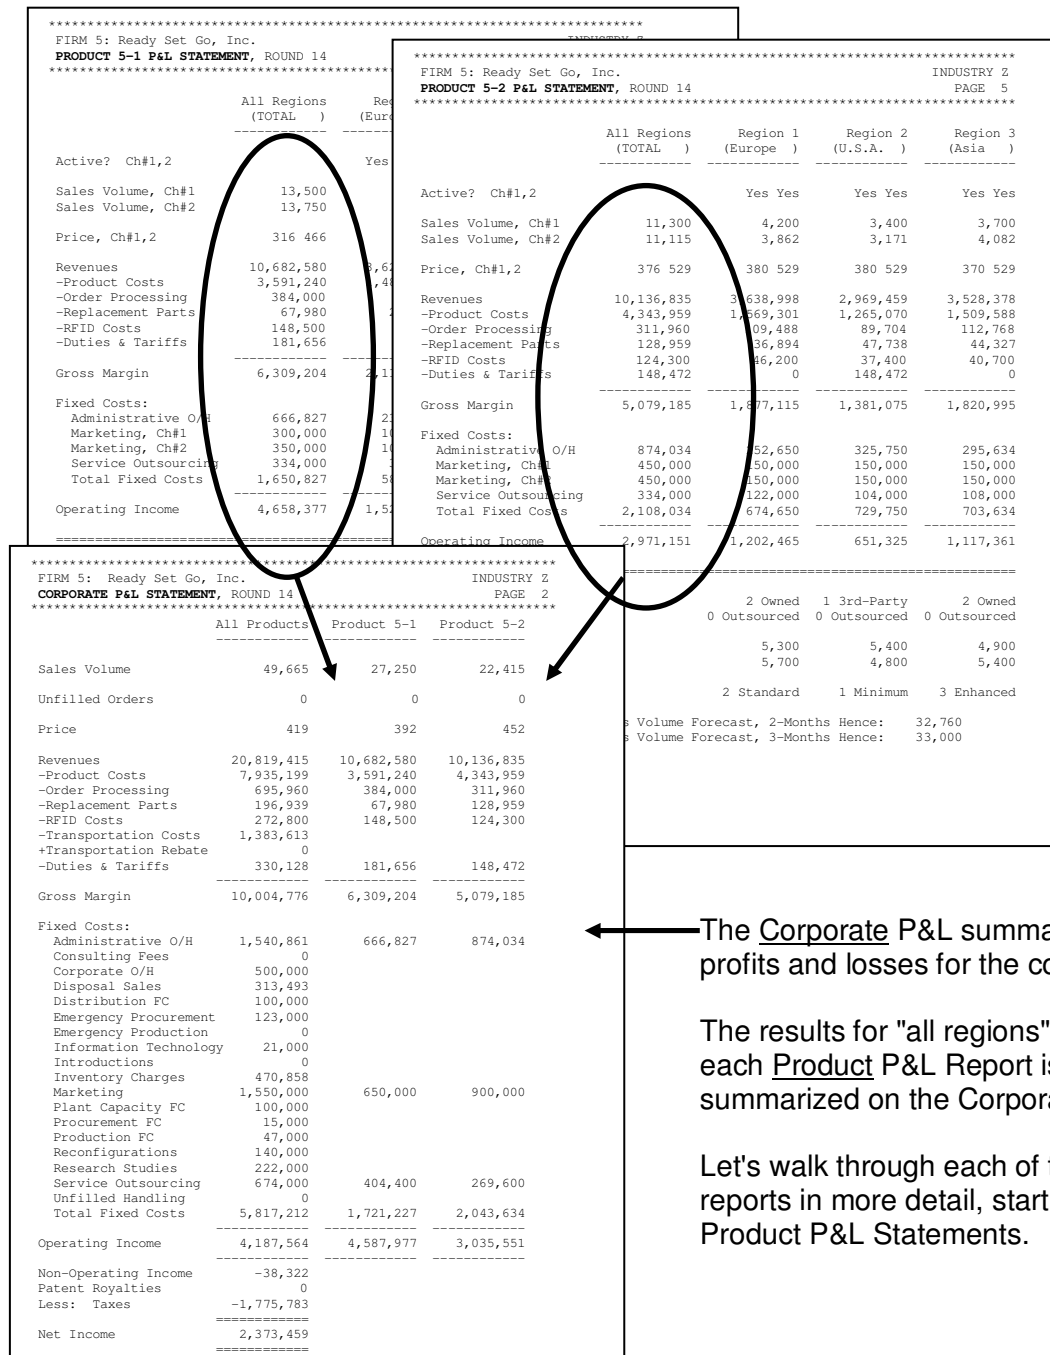 ************************************************************************
FIRM 5: Ready Set Go, Inc. INDUSTRY Z
PRODUCT 5-1 P&L STATEMENT, ROUND 14
************************************************************************
All Regions
(TOTAL )
------------
Active? Ch#1,2 Yes
Sales Volume, Ch#1 13,500
Sales Volume, Ch#2 13,750
Price, Ch#1,2 316 466
Revenues 10,682,580
-Product Costs 3,591,240
-Order Processing 384,000
-Replacement Parts 67,980
-RFID Costs 148,500
-Duties & Tariffs 181,656
------------
Gross Margin 6,309,204
Fixed Costs:
Administrative O/H 666,827
Marketing, Ch#1 300,000
Marketing, Ch#2 350,000
Service Outsourcing 334,000
Total Fixed Costs 1,650,827
------------
Operating Income 4,658,377
============
************************************************************************
FIRM 5: Ready Set Go, Inc. INDUSTRY Z
PRODUCT 5-2 P&L STATEMENT, ROUND 14 PAGE 5
************************************************************************
All Regions Region 1 Region 2 Region 3
(TOTAL ) (Europe ) (U.S.A. ) (Asia )
------------ ------------ ------------ ------------
Active? Ch#1,2 Yes Yes Yes Yes Yes Yes
Sales Volume, Ch#1 11,300 4,200 3,400 3,700
Sales Volume, Ch#2 11,115 3,862 3,171 4,082
Price, Ch#1,2 376 529 380 529 380 529 370 529
Revenues 10,136,835 3,638,998 2,969,459 3,528,378
-Product Costs 4,343,959 1,569,301 1,265,070 1,509,588
-Order Processing 311,960 109,488 89,704 112,768
-Replacement Parts 128,959 36,894 47,738 44,327
-RFID Costs 124,300 46,200 37,400 40,700
-Duties & Tariffs 148,472 0 148,472 0
------------ ------------ ------------ ------------
Gross Margin 5,079,185 1,877,115 1,381,075 1,820,995
Fixed Costs:
Administrative O/H 874,034 252,650 325,750 295,634
Marketing, Ch#1 450,000 150,000 150,000 150,000
Marketing, Ch#2 450,000 150,000 150,000 150,000
Service Outsourcing 334,000 122,000 104,000 108,000
Total Fixed Costs 2,108,034 674,650 729,750 703,634
------------ ------------ ------------ ------------
Operating Income 2,971,151 1,202,465 651,325 1,117,361
============
2 Owned 1 3rd-Party 2 Owned
0 Outsourced 0 Outsourced 0 Outsourced
5,300 5,400 4,900
5,700 4,800 5,400
2 Standard 1 Minimum 3 Enhanced
Volume Forecast, 2-Months Hence: 32,760
Volume Forecast, 3-Months Hence: 33,000
************************************************************************
FIRM 5: Ready Set Go, Inc. INDUSTRY Z
CORPORATE P&L STATEMENT, ROUND 14 PAGE 2
************************************************************************
All Products Product 5-1 Product 5-2
------------ ------------ ------------
Sales Volume 49,665 27,250 22,415
Unfilled Orders 0 0 0
Price 419 392 452
Revenues 20,819,415 10,682,580 10,136,835
-Product Costs 7,935,199 3,591,240 4,343,959
-Order Processing 695,960 384,000 311,960
-Replacement Parts 196,939 67,980 128,959
-RFID Costs 272,800 148,500 124,300
-Transportation Costs 1,383,613
+Transportation Rebate 0
-Duties & Tariffs 330,128 181,656 148,472
------------ ------------ ------------
Gross Margin 10,004,776 6,309,204 5,079,185
Fixed Costs:
Administrative O/H 1,540,861 666,827 874,034
Consulting Fees 0
Corporate O/H 500,000
Disposal Sales 313,493
Distribution FC 100,000
Emergency Procurement 123,000
Emergency Production 0
Information Technology 21,000
Introductions 0
Inventory Charges 470,858
Marketing 1,550,000 650,000 900,000
Plant Capacity FC 100,000
Procurement FC 15,000
Production FC 47,000
Reconfigurations 140,000
Research Studies 222,000
Service Outsourcing 674,000 404,400 269,600
Unfilled Handling 0
Total Fixed Costs 5,817,212 1,721,227 2,043,634
------------ ------------ ------------
Operating Income 4,187,564 4,587,977 3,035,551
------------ ------------ ------------
Non-Operating Income -38,322
Patent Royalties 0
Less: Taxes -1,775,783
============
Net Income 2,373,459
============
The Corporate P&L summa
profits and losses for the co
The results for "all regions"
each Product P&L Report is
summarized on the Corpora
Let's walk through each of
reports in more detail, start
Product P&L Statements.